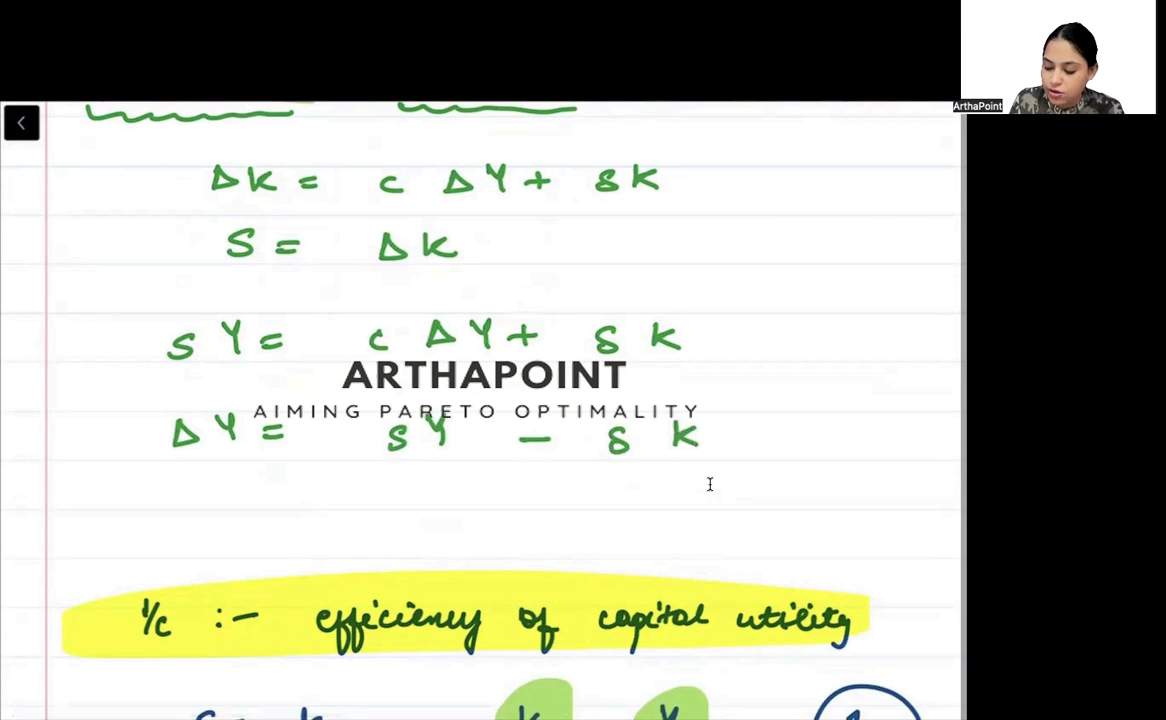 ArthaPoint
ΔK = c ΔY + δK
S = ΔK
sY = c ΔY + δK
ARTHAPOINT
AIMING PARETO OPTIMALITY
ΔY = sY - δK
1/c :- efficiency of capital utility